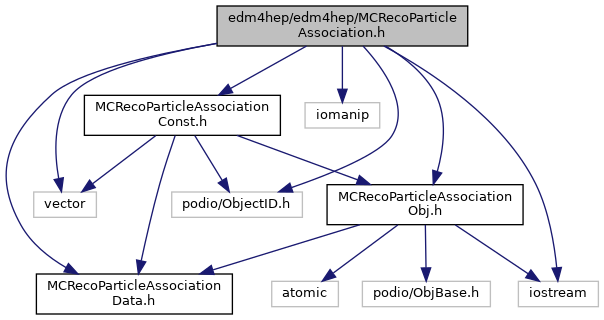 edm4hep/edm4hep/MCRecoParticle
Association.h
MCRecoParticleAssociation
Const.h
iomanip
vector
podio/ObjectID.h
MCRecoParticleAssociation
Obj.h
MCRecoParticleAssociation
Data.h
atomic
podio/ObjBase.h
iostream